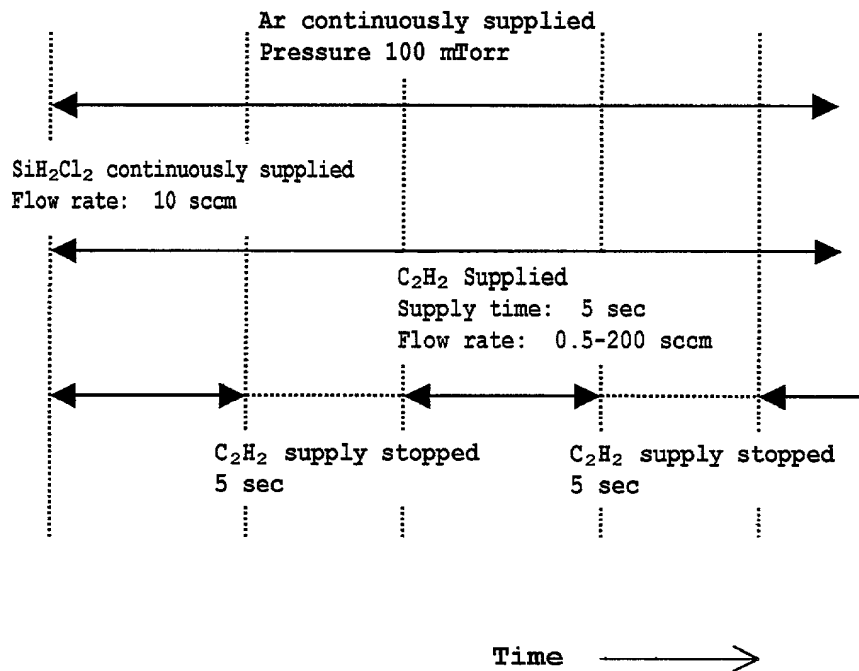 Ar continuously supplied
Pressure 100 mTorr
SiH₂Cl₂ continuously supplied
Flow rate: 10 sccm
C₂H₂ Supplied
Supply time: 5 sec
Flow rate: 0.5-200 sccm
C₂H₂ supply stopped
5 sec
C₂H₂ supply stopped
5 sec
Time